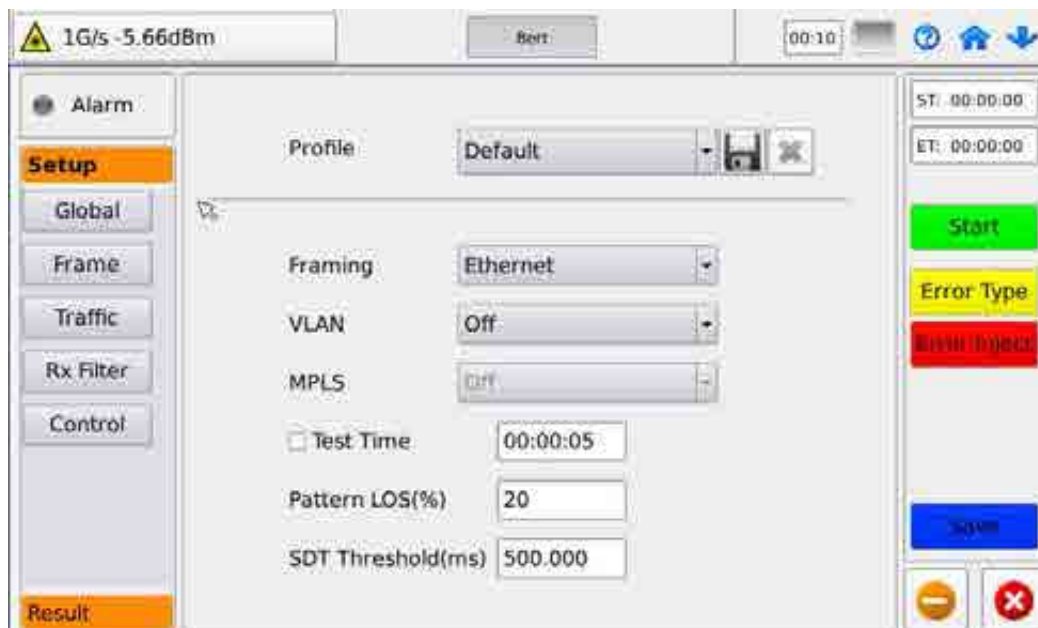 1G/s -5.66dBm
Bert
00:10
Alarm
Setup
Global
Frame
Traffic
Rx Filter
Control
Result
Profile
Default
Framing
Ethernet
VLAN
Off
MPLS
Off
Test Time
00:00:05
Pattern LOS(%)
20
SDT Threshold(ms)
500.000
ST: 00:00:00
ET: 00:00:00
Start
Error Type
Error Inject
Save